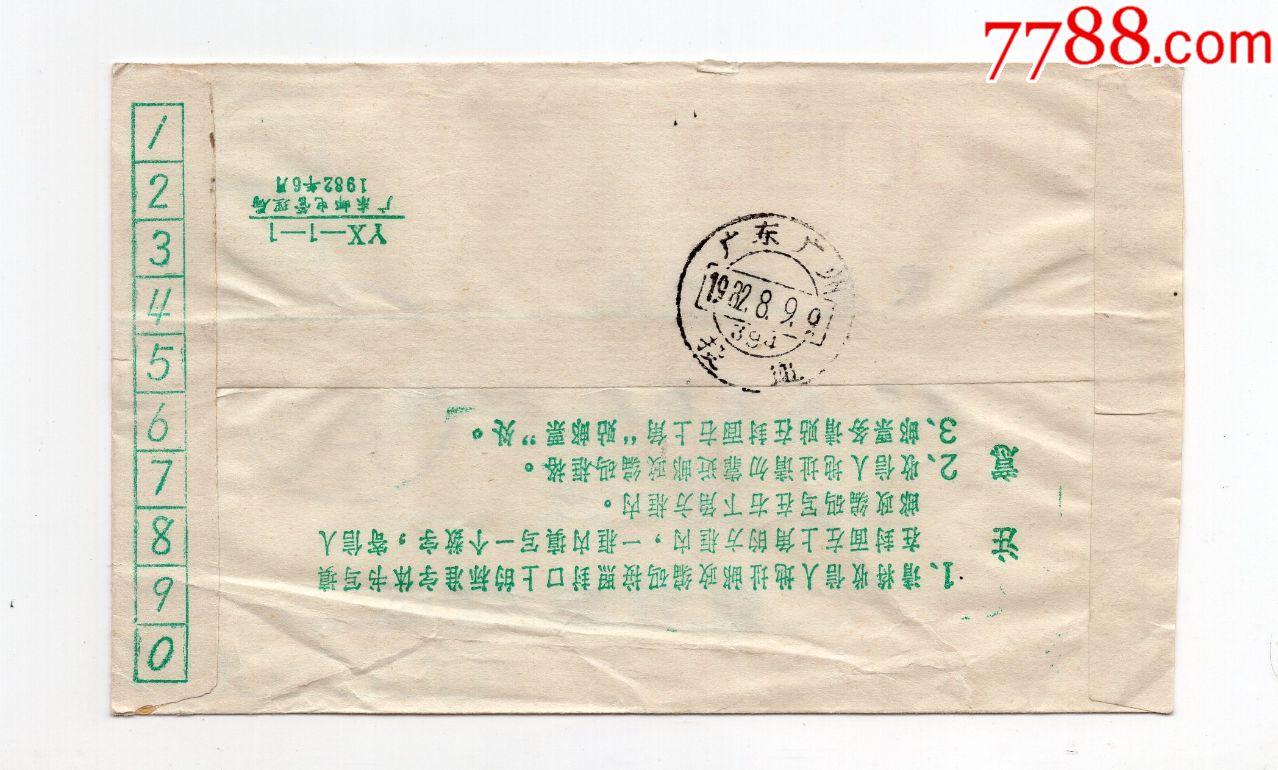 7788.com
1
2
3
4
5
6
7
8
9
0
YX—1—1
广东邮电管理局
1982年6月
广东广州
1982.8.9.9
394
投
注意
1、请将收信人地址邮政编码按照封口上的标准字体书写填
在封面左上角的方框内，一框内填写一个数字，寄信人
邮政编码写在右下角方框内。
2、收信人地址请勿靠近邮政编码框格。
3、邮票务请贴在封面右上角“贴邮票”处。